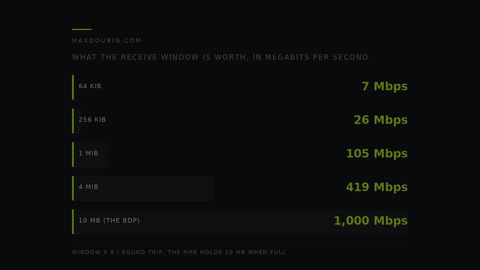 MAXDOURIN.COM
WHAT THE RECEIVE WINDOW IS WORTH, IN MEGABITS PER SECOND
64 KIB 7 Mbps
256 KIB 26 Mbps
1 MIB 105 Mbps
4 MIB 419 Mbps
10 MB (THE BDP) 1,000 Mbps
WINDOW X 8 / ROUND TRIP; THE PIPE HOLDS 10 MB WHEN FULL